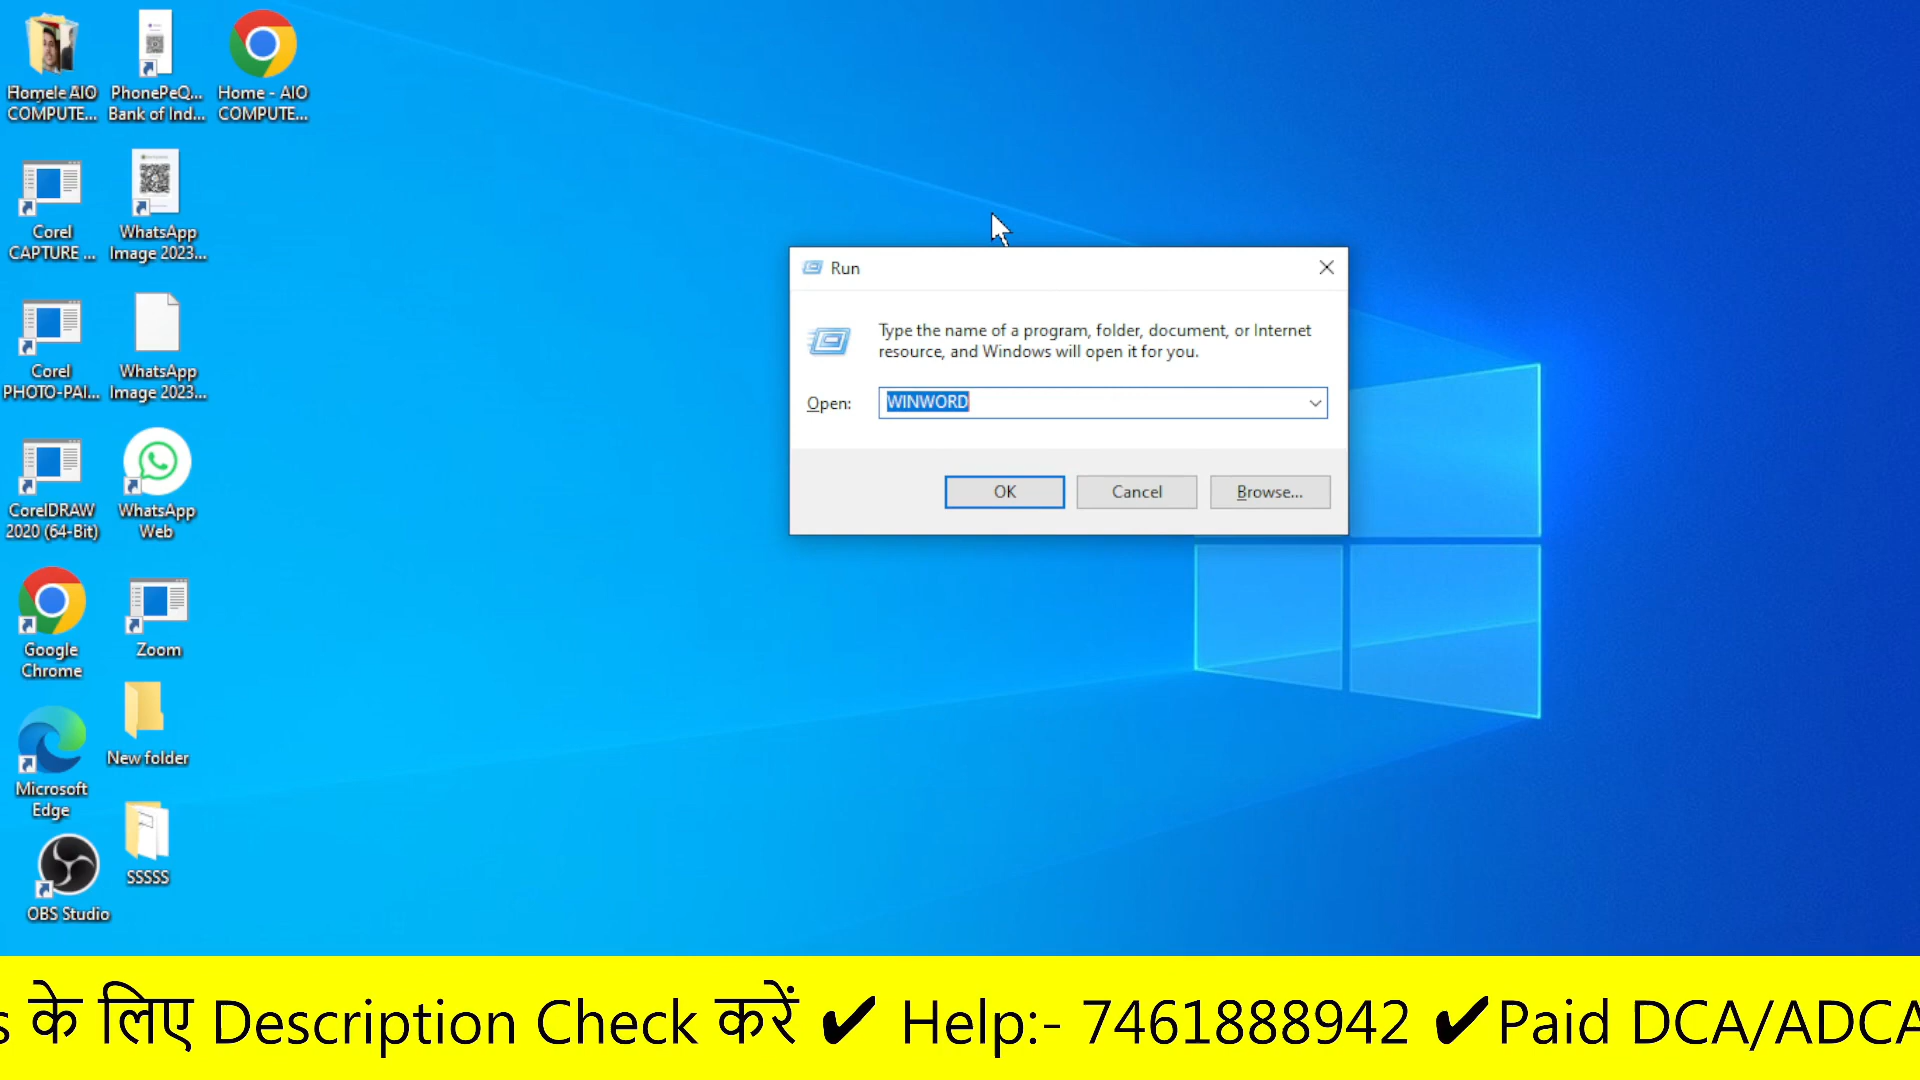 COMPUTE...
PhonePeQ...
Bank of Ind...
Home - AIO
COMPUTE...
Corel
CAPTURE ...
WhatsApp
Image 2023...
Corel
PHOTO-PAI...
WhatsApp
Image 2023...
CorelDRAW
2020 (64-Bit)
WhatsApp
Web
Google
Chrome
Zoom
Microsoft
Edge
New folder
OBS Studio
SSSSS
Run
Type the name of a program, folder, document, or Internet
resource, and Windows will open it for you.
Open:
WINWORD
OK
Cancel
Browse...
s के लिए Description Check करें ✔ Help:- 7461888942 ✔Paid DCA/ADCA